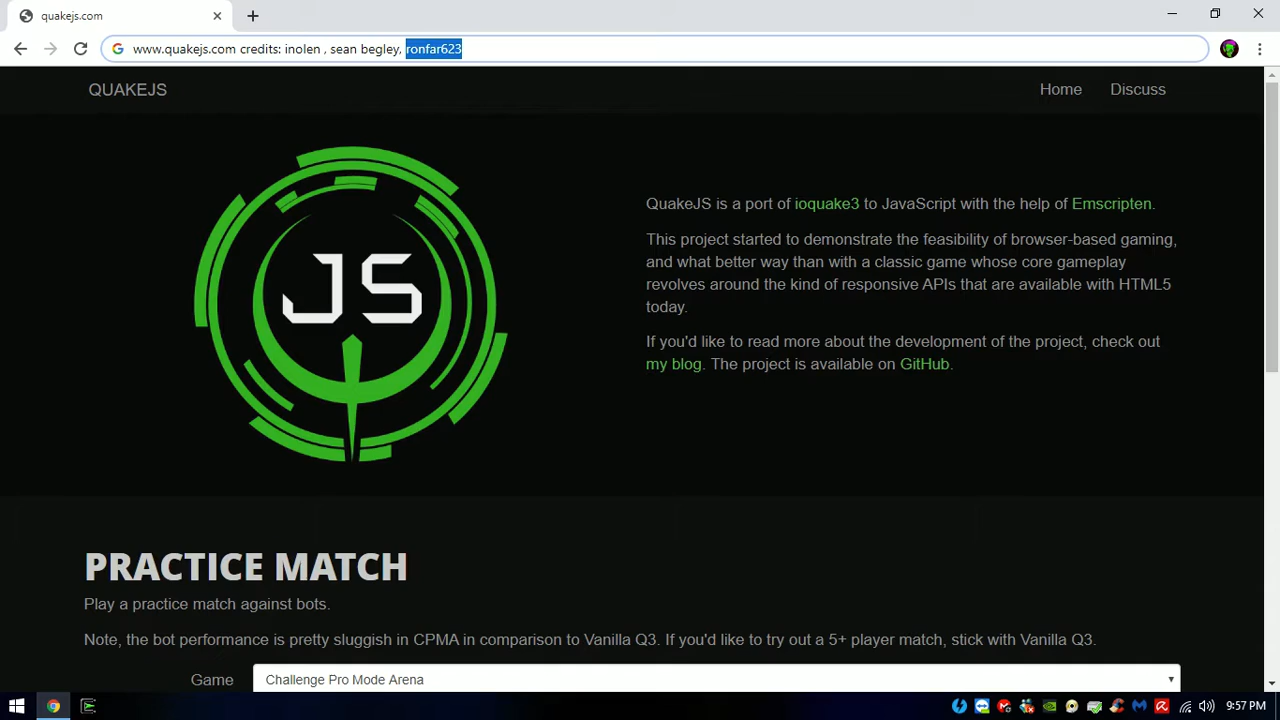 quakejs.com
www.quakejs.com credits: inolen , sean begley, ronfar623
QUAKEJS
Home
Discuss
JS
QuakeJS is a port of ioquake3 to JavaScript with the help of Emscripten.
This project started to demonstrate the feasibility of browser-based gaming,
and what better way than with a classic game whose core gameplay
revolves around the kind of responsive APIs that are available with HTML5
today.
If you'd like to read more about the development of the project, check out
my blog. The project is available on GitHub.
PRACTICE MATCH
Play a practice match against bots.
Note, the bot performance is pretty sluggish in CPMA in comparison to Vanilla Q3. If you'd like to try out a 5+ player match, stick with Vanilla Q3.
Game
Challenge Pro Mode Arena
9:57 PM